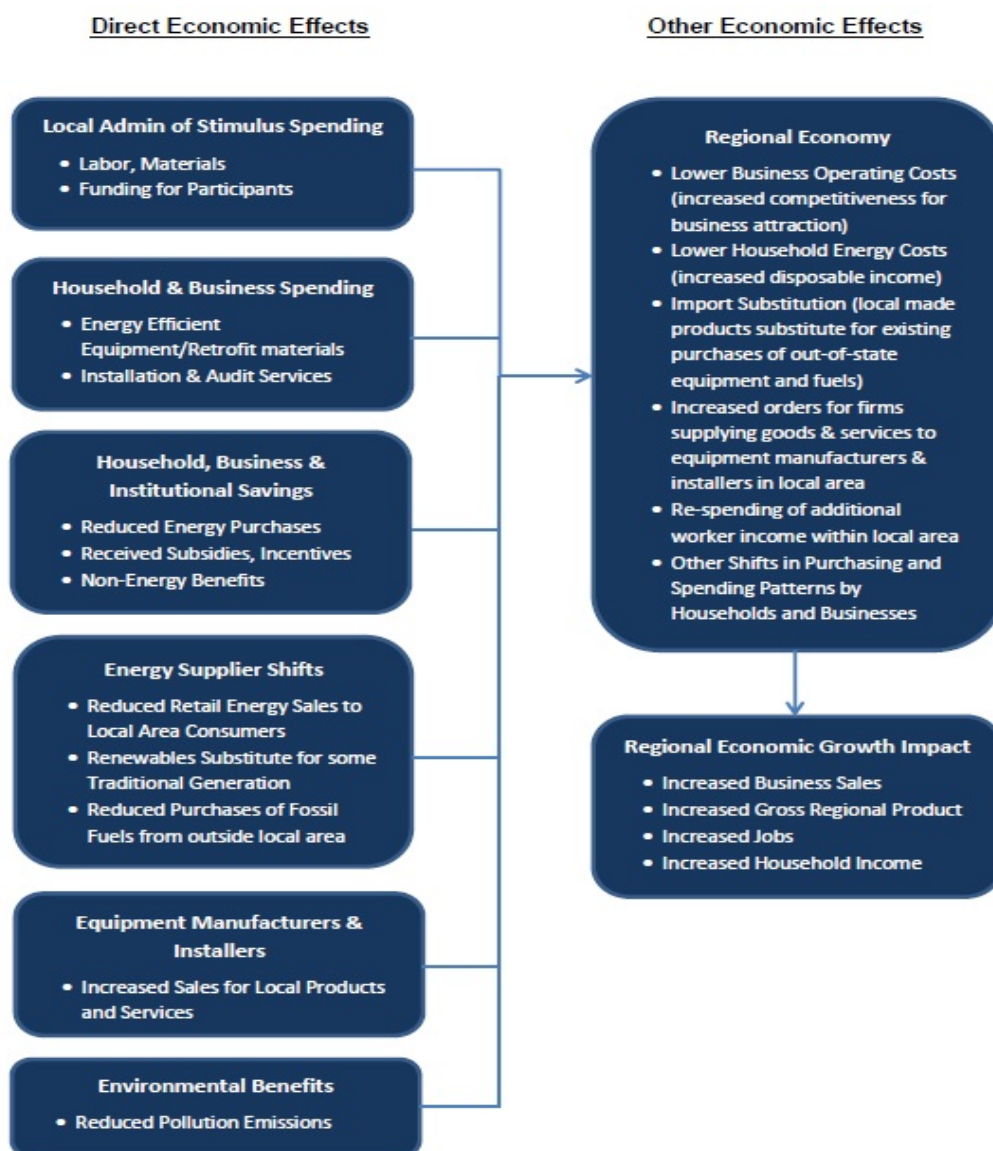 Direct Economic Effects
Local Admin of Stimulus Spending
• Labor, Materials
• Funding for Participants
Household & Business Spending
• Energy Efficient
Equipment/Retrofit materials
• Installation & Audit Services
Household, Business &
Institutional Savings
• Reduced Energy Purchases
• Received Subsidies, Incentives
• Non-Energy Benefits
Energy Supplier Shifts
• Reduced Retail Energy Sales to
Local Area Consumers
• Renewables Substitute for some
Traditional Generation
• Reduced Purchases of Fossil
Fuels from outside local area
Equipment Manufacturers &
Installers
• Increased Sales for Local Products
and Services
Environmental Benefits
• Reduced Pollution Emissions
Other Economic Effects
Regional Economy
• Lower Business Operating Costs
(increased competitiveness for
business attraction)
• Lower Household Energy Costs
(increased disposable income)
• Import Substitution (local made
products substitute for existing
purchases of out-of-state
equipment and fuels)
• Increased orders for firms
supplying goods & services to
equipment manufacturers &
installers in local area
• Re-spending of additional
worker income within local area
• Other Shifts in Purchasing and
Spending Patterns by
Households and Businesses
Regional Economic Growth Impact
• Increased Business Sales
• Increased Gross Regional Product
• Increased Jobs
• Increased Household Income